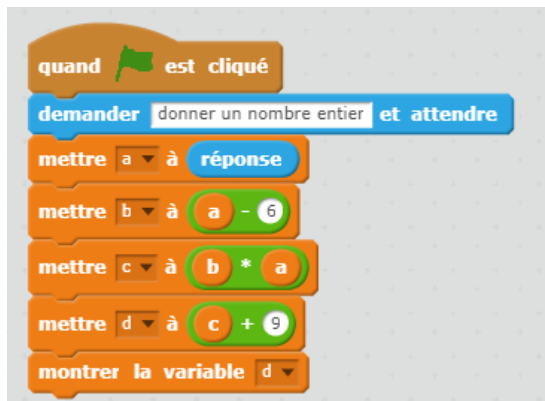 quand est cliqué
demander donner un nombre entier et attendre
mettre a à réponse
mettre b à a - 6
mettre c à b * a
mettre d à c + 9
montrer la variable d